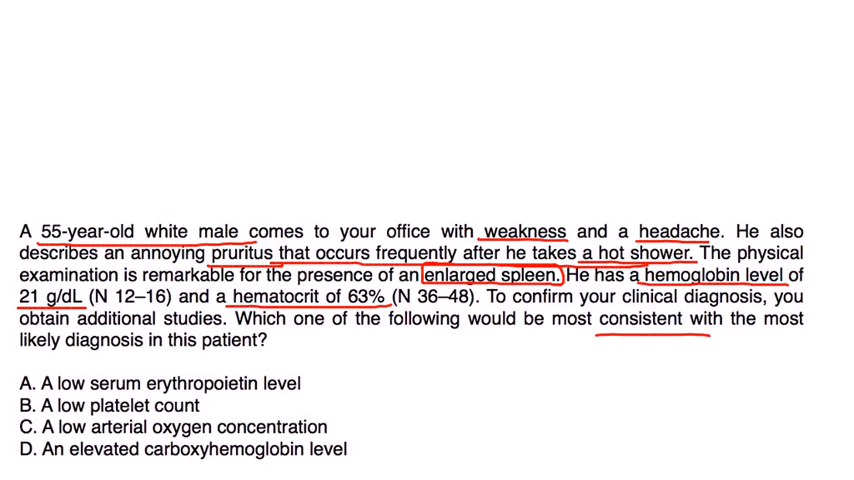 A 55-year-old white male comes to your office with weakness and a headache. He also
describes an annoying pruritus that occurs frequently after he takes a hot shower. The physical
examination is remarkable for the presence of an enlarged spleen. He has a hemoglobin level of
21 g/dL (N 12–16) and a hematocrit of 63% (N 36–48). To confirm your clinical diagnosis, you
obtain additional studies. Which one of the following would be most consistent with the most
likely diagnosis in this patient?
A. A low serum erythropoietin level
B. A low platelet count
C. A low arterial oxygen concentration
D. An elevated carboxyhemoglobin level